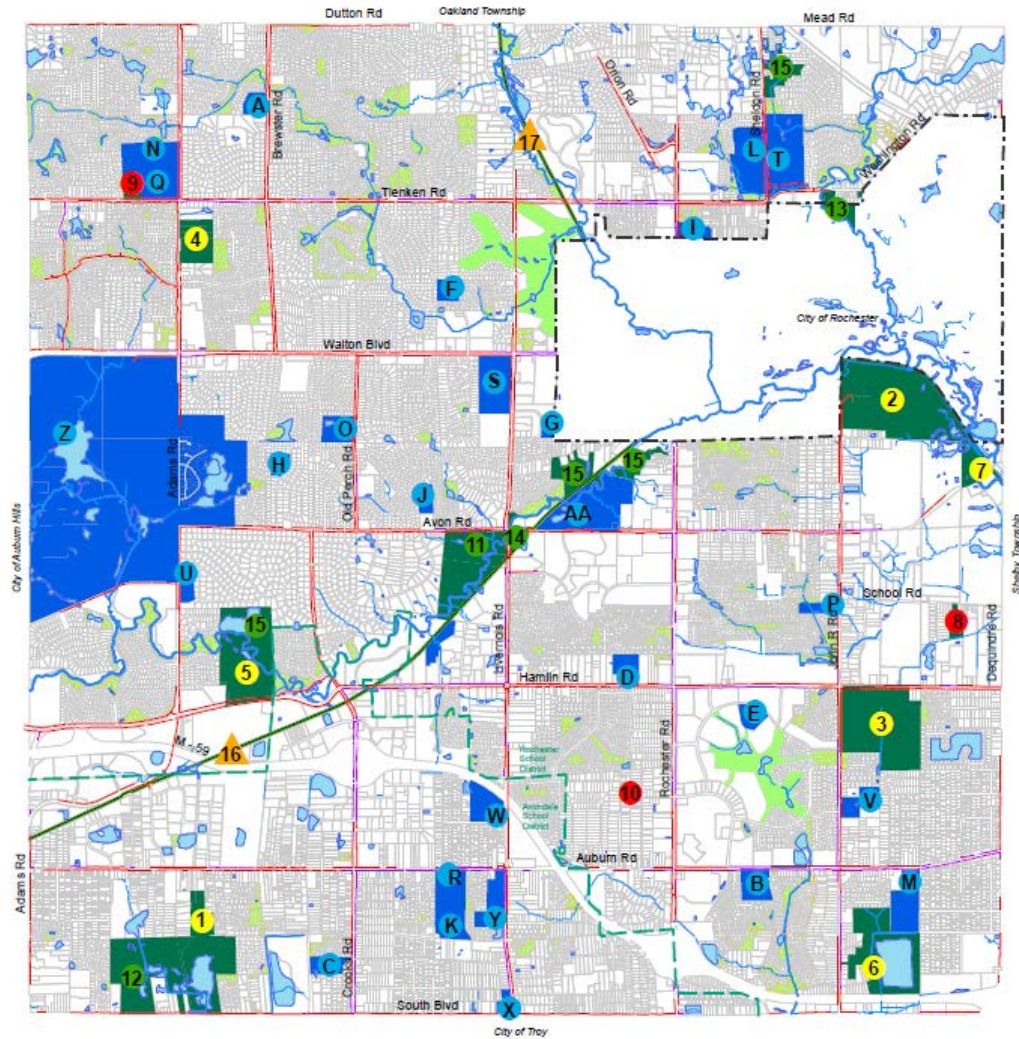 Dutton Rd
Oakland Township
Mead Rd
15
Orion Rd
Sheldon Rd
A
Brewster Rd
17
Washington Rd
N
L
T
9
Q
Tienken Rd
13
I
4
F
City of Rochester
Walton Blvd
S
2
Z
O
G
H
Adams Rd
Old Perch Rd
15
15
7
J
AA
Avon Rd
14
11
City of Auburn Hills
Shelby Township
U
School Rd
P
John R Rd
15
8
Dequindre Rd
Livernois Rd
5
D
Hamlin Rd
E
3
M - 59
16
Rochester
School
District
Avondale
School
District
Rochester Rd
10
V
W
Auburn Rd
Adams Rd
R
B
M
1
K
Y
Crooks Rd
C
12
6
South Blvd
X
City of Troy